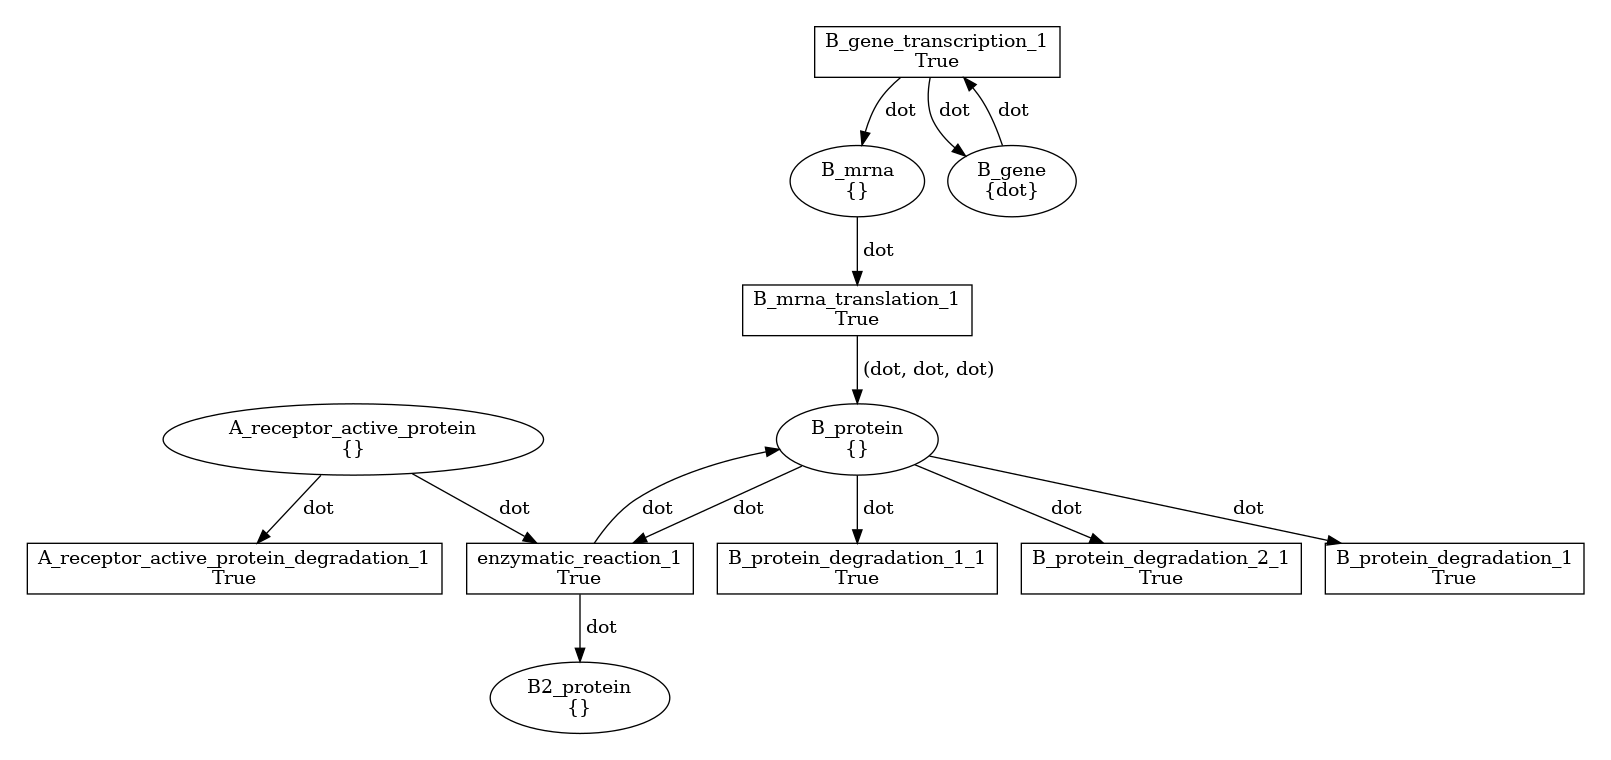 B_gene_transcription_1
True
dot
dot
dot
B_mrna
{}
B_gene
{dot}
dot
B_mrna_translation_1
True
(dot, dot, dot)
A_receptor_active_protein
{}
B_protein
{}
dot
dot
dot
dot
dot
dot
dot
A_receptor_active_protein_degradation_1
True
enzymatic_reaction_1
True
B_protein_degradation_1_1
True
B_protein_degradation_2_1
True
B_protein_degradation_1
True
dot
B2_protein
{}